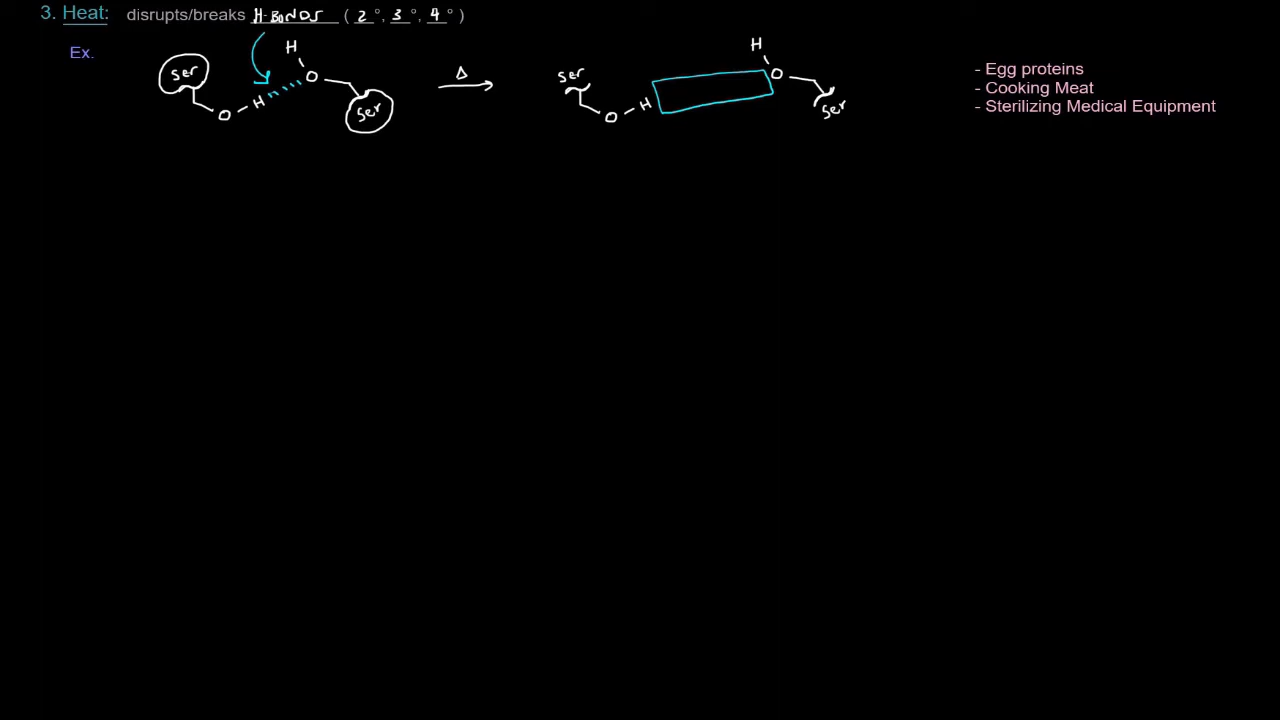 3. Heat: disrupts/breaks H-BONDS ( 2 °, 3 °, 4 ° )
Ex.
Ser
H
O
H
O
Ser
Δ
Ser
H
O
H
O
Ser
- Egg proteins
- Cooking Meat
- Sterilizing Medical Equipment